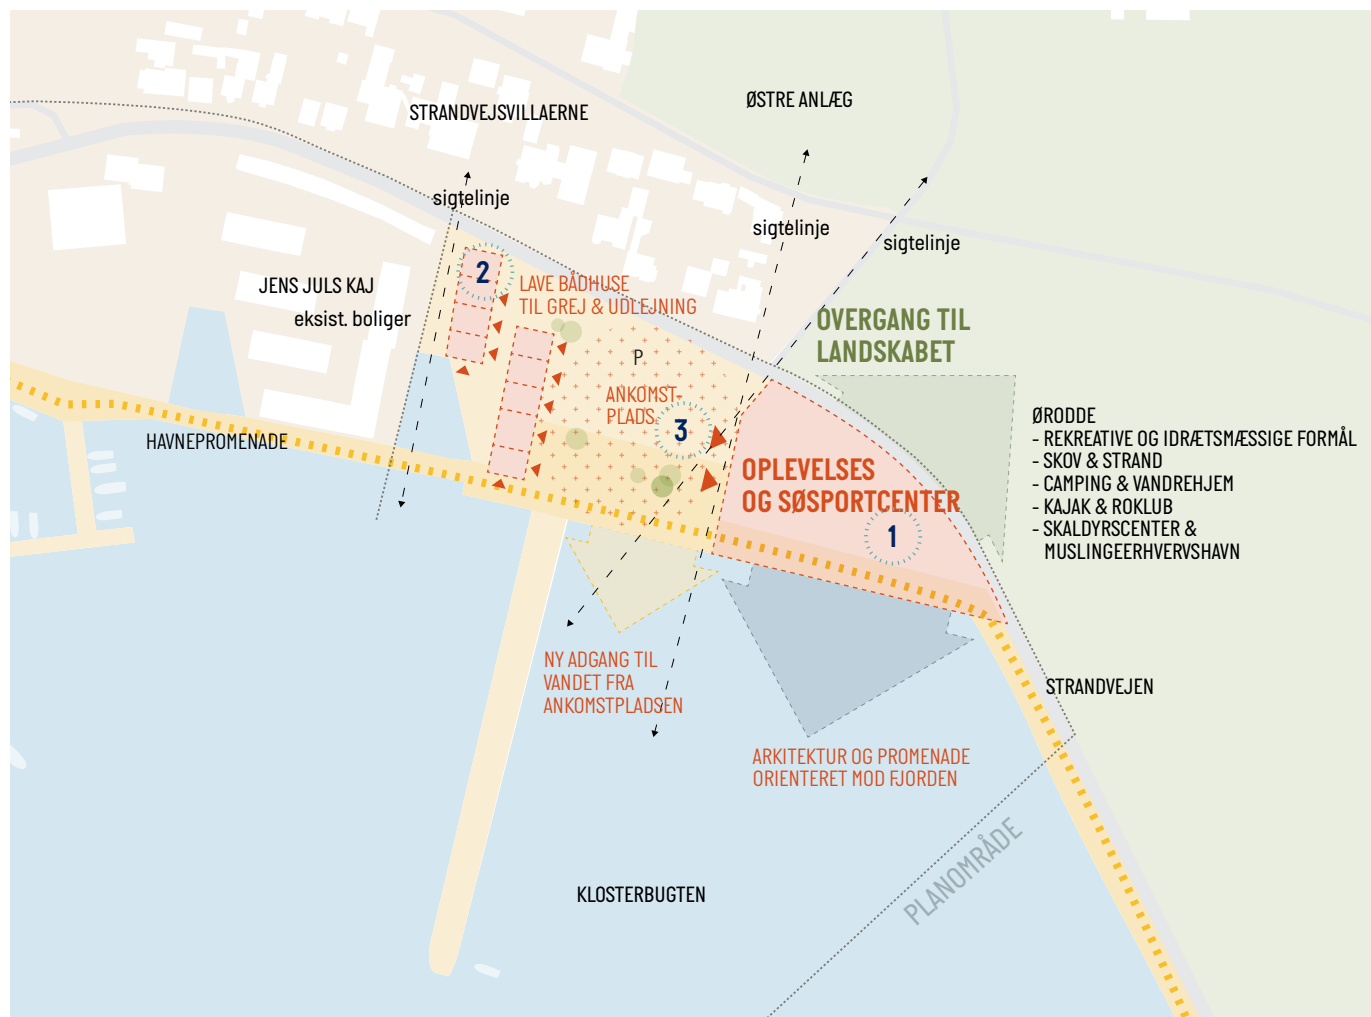 STRANDVEJSVILLAERNE
ØSTRE ANLÆG
sigtelinje
sigtelinje
sigtelinje
JENS JULS KAJ
eksist. boliger
2
LAVE BÅDHUSE
TIL GREJ & UDLEJNING
P
ANKOMST-
PLADS
3
OVERGANG TIL
LANDSKABET
HAVNEPROMENADE
OPLEVELSES
OG SØSPORTCENTER
1
ØRODDE
- REKREATIVE OG IDRÆTSMÆSSIGE FORMÅL
- SKOV & STRAND
- CAMPING & VANDREHJEM
- KAJAK & ROKLUB
- SKALDYRSCENTER &
MUSLINGEERHVERVSHAVN
NY ADGANG TIL
VANDET FRA
ANKOMSTPLADSEN
STRANDVEJEN
ARKITEKTUR OG PROMENADE
ORIENTERET MOD FJORDEN
KLOSTERBUGTEN
PLANOMRÅDE